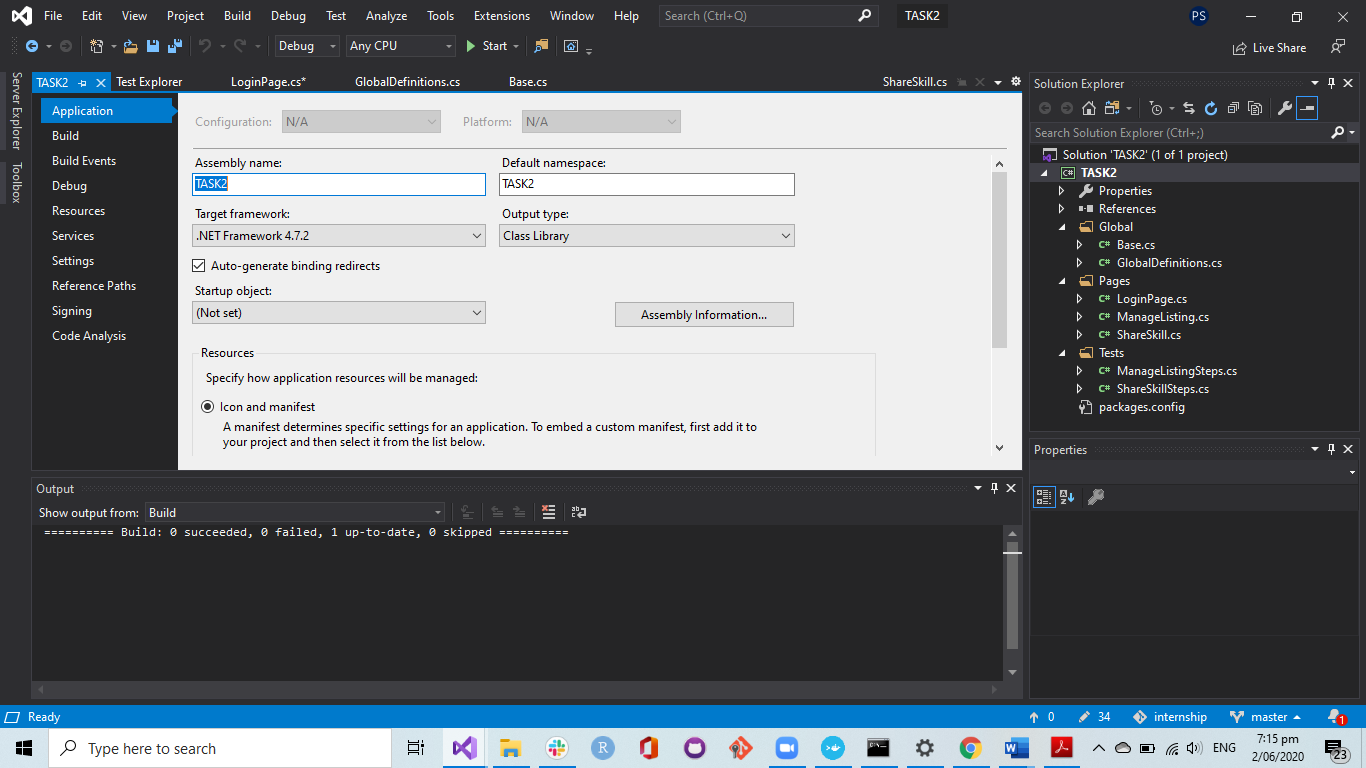 File Edit View Project Build Debug Test Analyze Tools Extensions Window Help Search (Ctrl+Q) TASK2 PS
Debug Any CPU Start Live Share
Server Explorer
Toolbox
TASK2 Test Explorer LoginPage.cs* GlobalDefinitions.cs Base.cs ShareSkill.cs
Application
Build
Build Events
Debug
Resources
Services
Settings
Reference Paths
Signing
Code Analysis
Configuration: N/A Platform: N/A
Assembly name: Default namespace:
TASK2 TASK2
Target framework: Output type:
.NET Framework 4.7.2 Class Library
Auto-generate binding redirects
Startup object:
(Not set) Assembly Information...
Resources
Specify how application resources will be managed:
Icon and manifest
A manifest determines specific settings for an application. To embed a custom manifest, first add it to
your project and then select it from the list below.
Solution Explorer
Search Solution Explorer (Ctrl+;)
Solution 'TASK2' (1 of 1 project)
C# TASK2
Properties
References
Global
C# Base.cs
C# GlobalDefinitions.cs
Pages
C# LoginPage.cs
C# ManageListing.cs
C# ShareSkill.cs
Tests
C# ManageListingSteps.cs
C# ShareSkillSteps.cs
packages.config
Properties
Output
Show output from: Build
========== Build: 0 succeeded, 0 failed, 1 up-to-date, 0 skipped ==========
Ready 0 34 internship master 1
Type here to search R W ENG 7:15 pm
2/06/2020 23